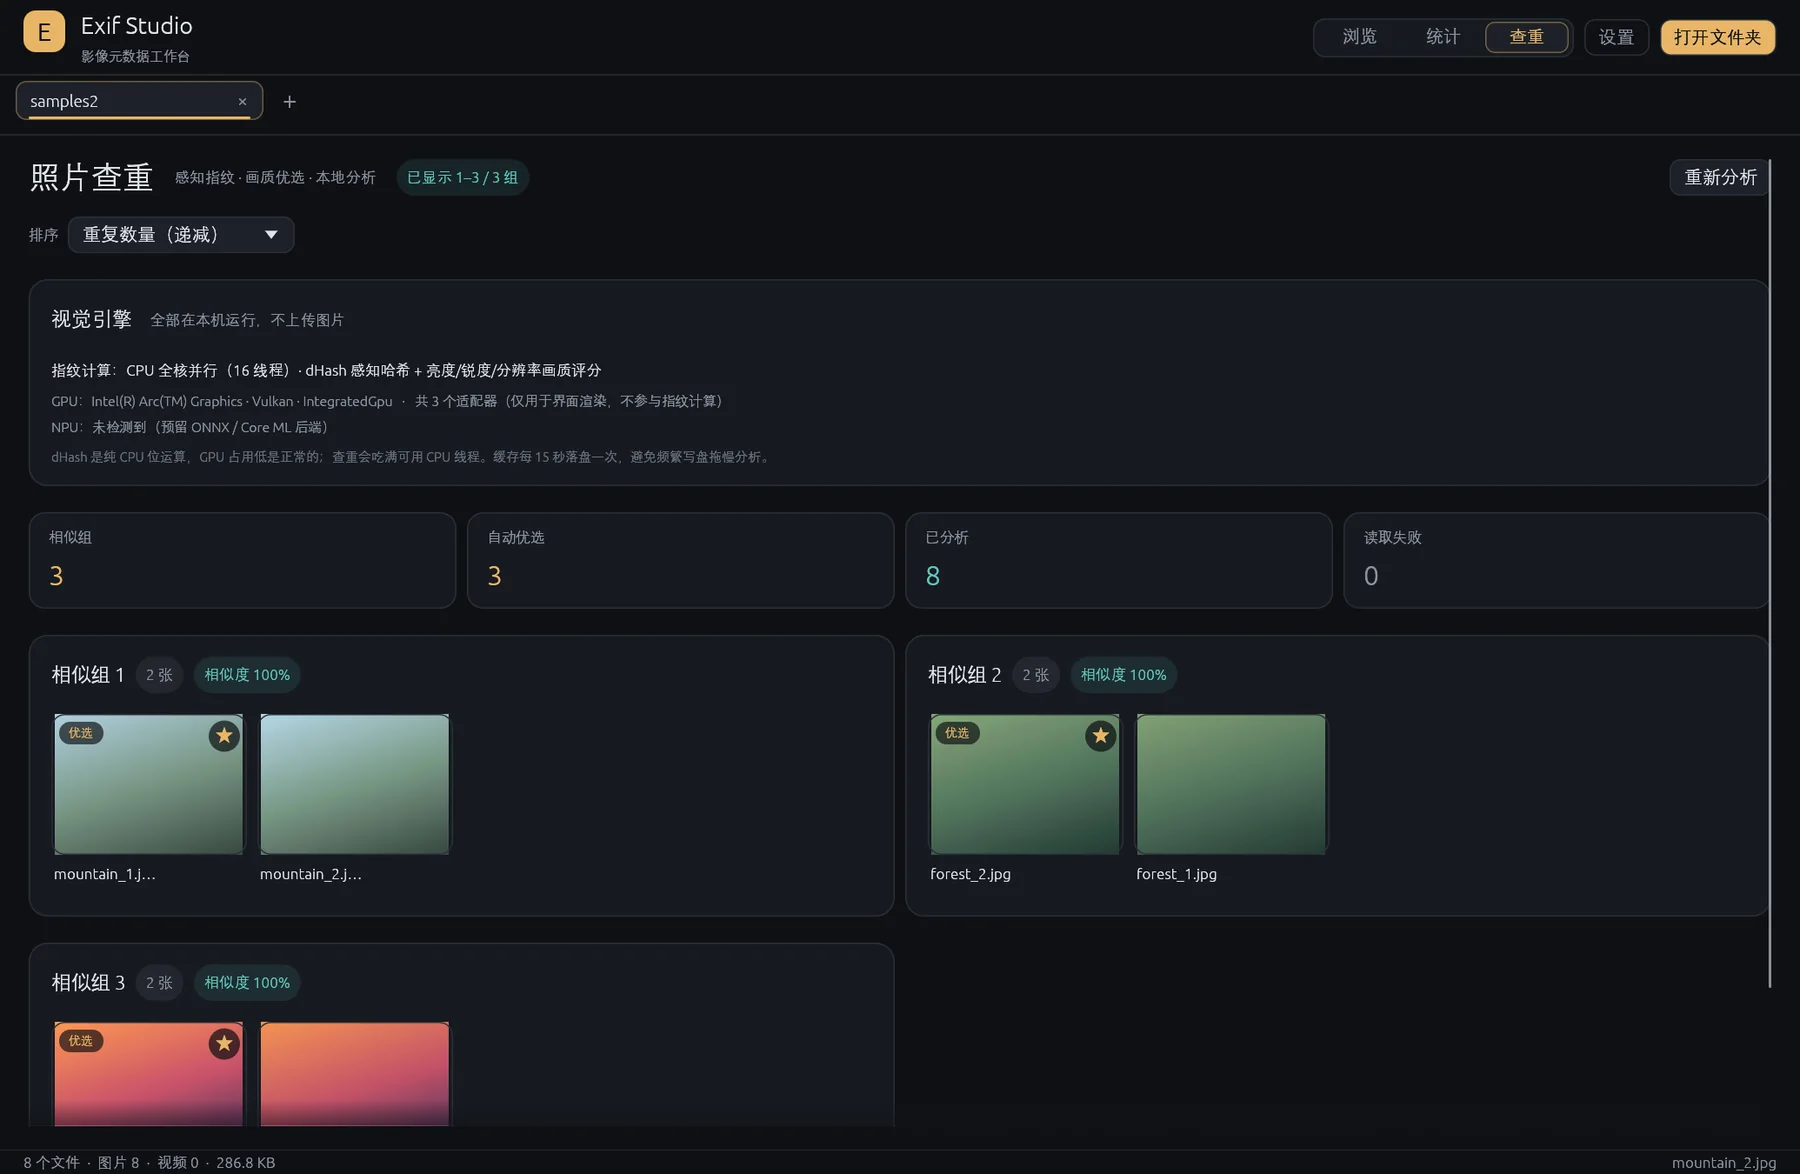 E
Exif Studio
影像元数据工作台
浏览 统计 查重 设置 打开文件夹
samples2 × +
照片查重 感知指纹 · 画质优选 · 本地分析 已显示 1–3 / 3 组 重新分析
排序 重复数量（递减） ▼
视觉引擎 全部在本机运行，不上传图片
指纹计算：CPU 全核并行（16 线程）· dHash 感知哈希 + 亮度/锐度/分辨率画质评分
GPU：Intel(R) Arc(TM) Graphics · Vulkan · IntegratedGpu · 共 3 个适配器（仅用于界面渲染，不参与指纹计算）
NPU：未检测到（预留 ONNX / Core ML 后端）
dHash 是纯 CPU 位运算，GPU 占用低是正常的；查重会吃满可用 CPU 线程。缓存每 15 秒落盘一次，避免频繁写盘拖慢分析。
相似组 自动优选 已分析 读取失败
3 3 8 0
相似组 1 2 张 相似度 100% 相似组 2 2 张 相似度 100%
优选 ★ 优选 ★
mountain_1.j… mountain_2.j… forest_2.jpg forest_1.jpg
相似组 3 2 张 相似度 100%
优选 ★
8 个文件 · 图片 8 · 视频 0 · 286.8 KB mountain_2.jpg